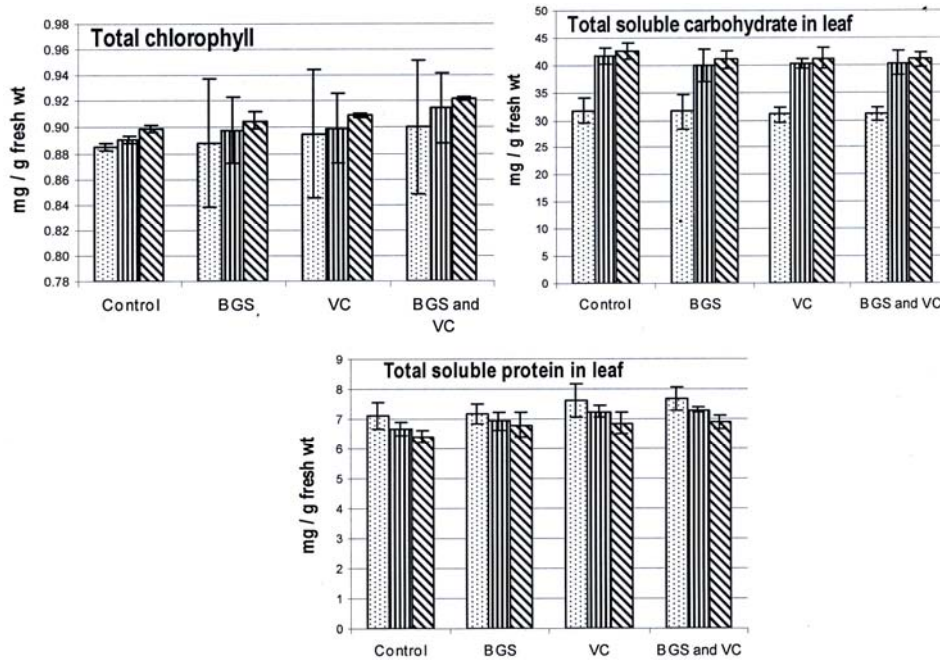 Total chlorophyll
mg / g fresh wt
0.98
0.96
0.94
0.92
0.90
0.88
0.86
0.84
0.82
0.80
0.78
Control
BGS
VC
BGS and
VC
Total soluble carbohydrate in leaf
mg / g fresh wt
50
45
40
35
30
25
20
15
10
5
0
Control
BGS
VC
BGS and VC
Total soluble protein in leaf
mg / g fresh wt
9
8
7
6
5
4
3
2
1
0
Control
BGS
VC
BGS and VC